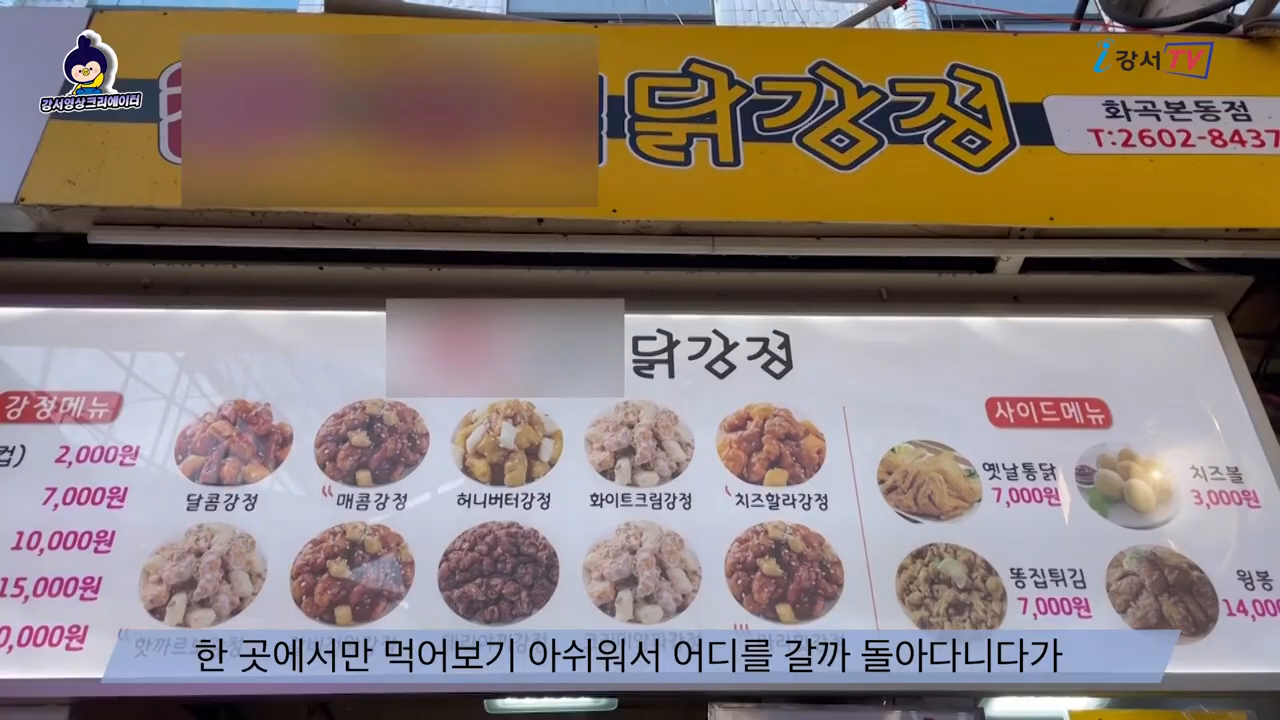 강서영상크리에이터
i강서TV
닭강정
화곡본동점
T:2602-8437
닭강정
강정메뉴
사이드메뉴
컵) 2,000원
7,000원
10,000원
15,000원
0,000원
달콤강정
매콤강정
허니버터강정
화이트크림강정
치즈할라강정
옛날통닭
7,000원
치즈볼
3,000원
똥집튀김
7,000원
윙봉
14,00
한 곳에서만 먹어보기 아쉬워서 어디를 갈까 돌아다니다가